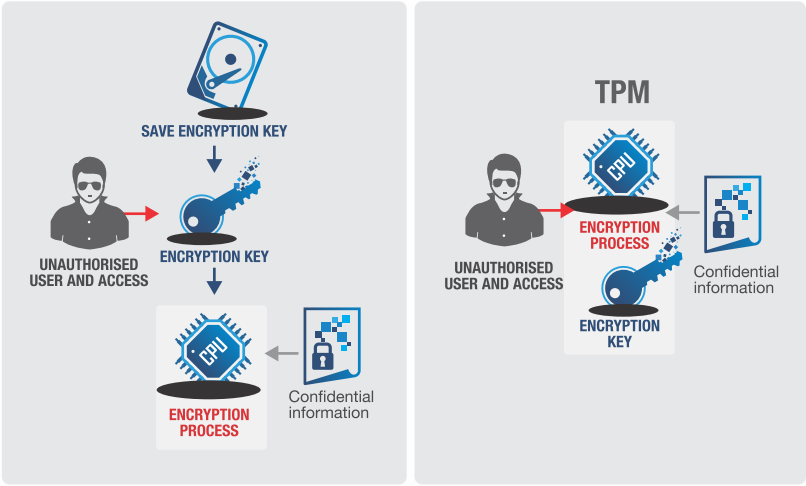 SAVE ENCRYPTION KEY
UNAUTHORISED
USER AND ACCESS
ENCRYPTION KEY
CPU
ENCRYPTION
PROCESS
Confidential
information
TPM
CPU
UNAUTHORISED
USER AND ACCESS
ENCRYPTION
PROCESS
Confidential
information
ENCRYPTION
KEY